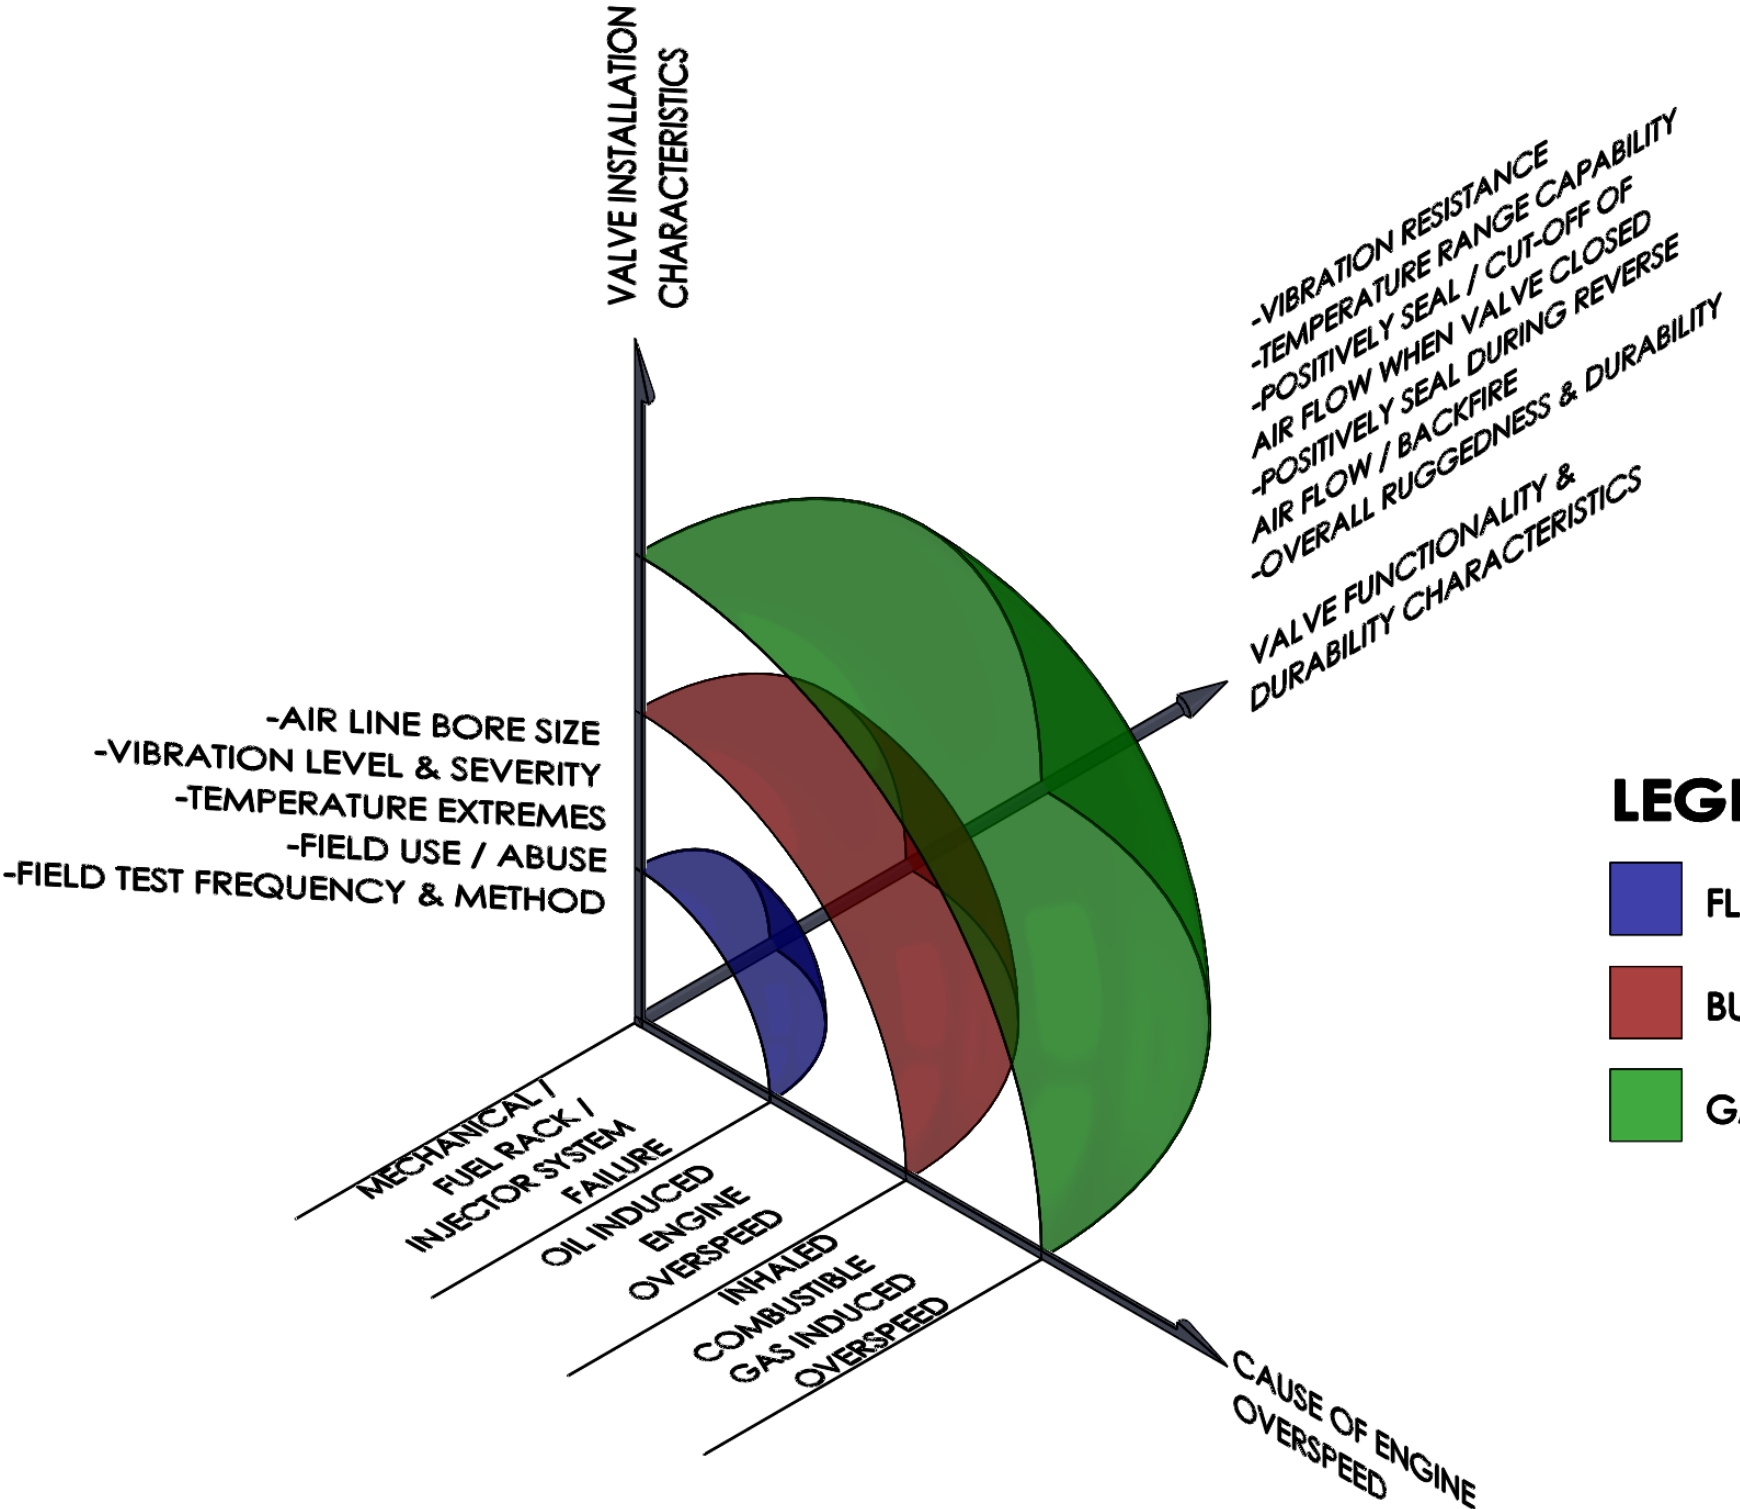 VALVE INSTALLATION
CHARACTERISTICS
-VIBRATION RESISTANCE
-TEMPERATURE RANGE CAPABILITY
-POSITIVELY SEAL / CUT-OFF OF
AIR FLOW WHEN VALVE CLOSED
-POSITIVELY SEAL DURING REVERSE
AIR FLOW / BACKFIRE
-OVERALL RUGGEDNESS & DURABILITY
VALVE FUNCTIONALITY &
DURABILITY CHARACTERISTICS
-AIR LINE BORE SIZE
-VIBRATION LEVEL & SEVERITY
-TEMPERATURE EXTREMES
-FIELD USE / ABUSE
-FIELD TEST FREQUENCY & METHOD
MECHANICAL /
FUEL RACK /
INJECTOR SYSTEM
FAILURE
OIL INDUCED
ENGINE
OVERSPEED
INHALED
COMBUSTIBLE
GAS INDUCED
OVERSPEED
CAUSE OF ENGINE
OVERSPEED